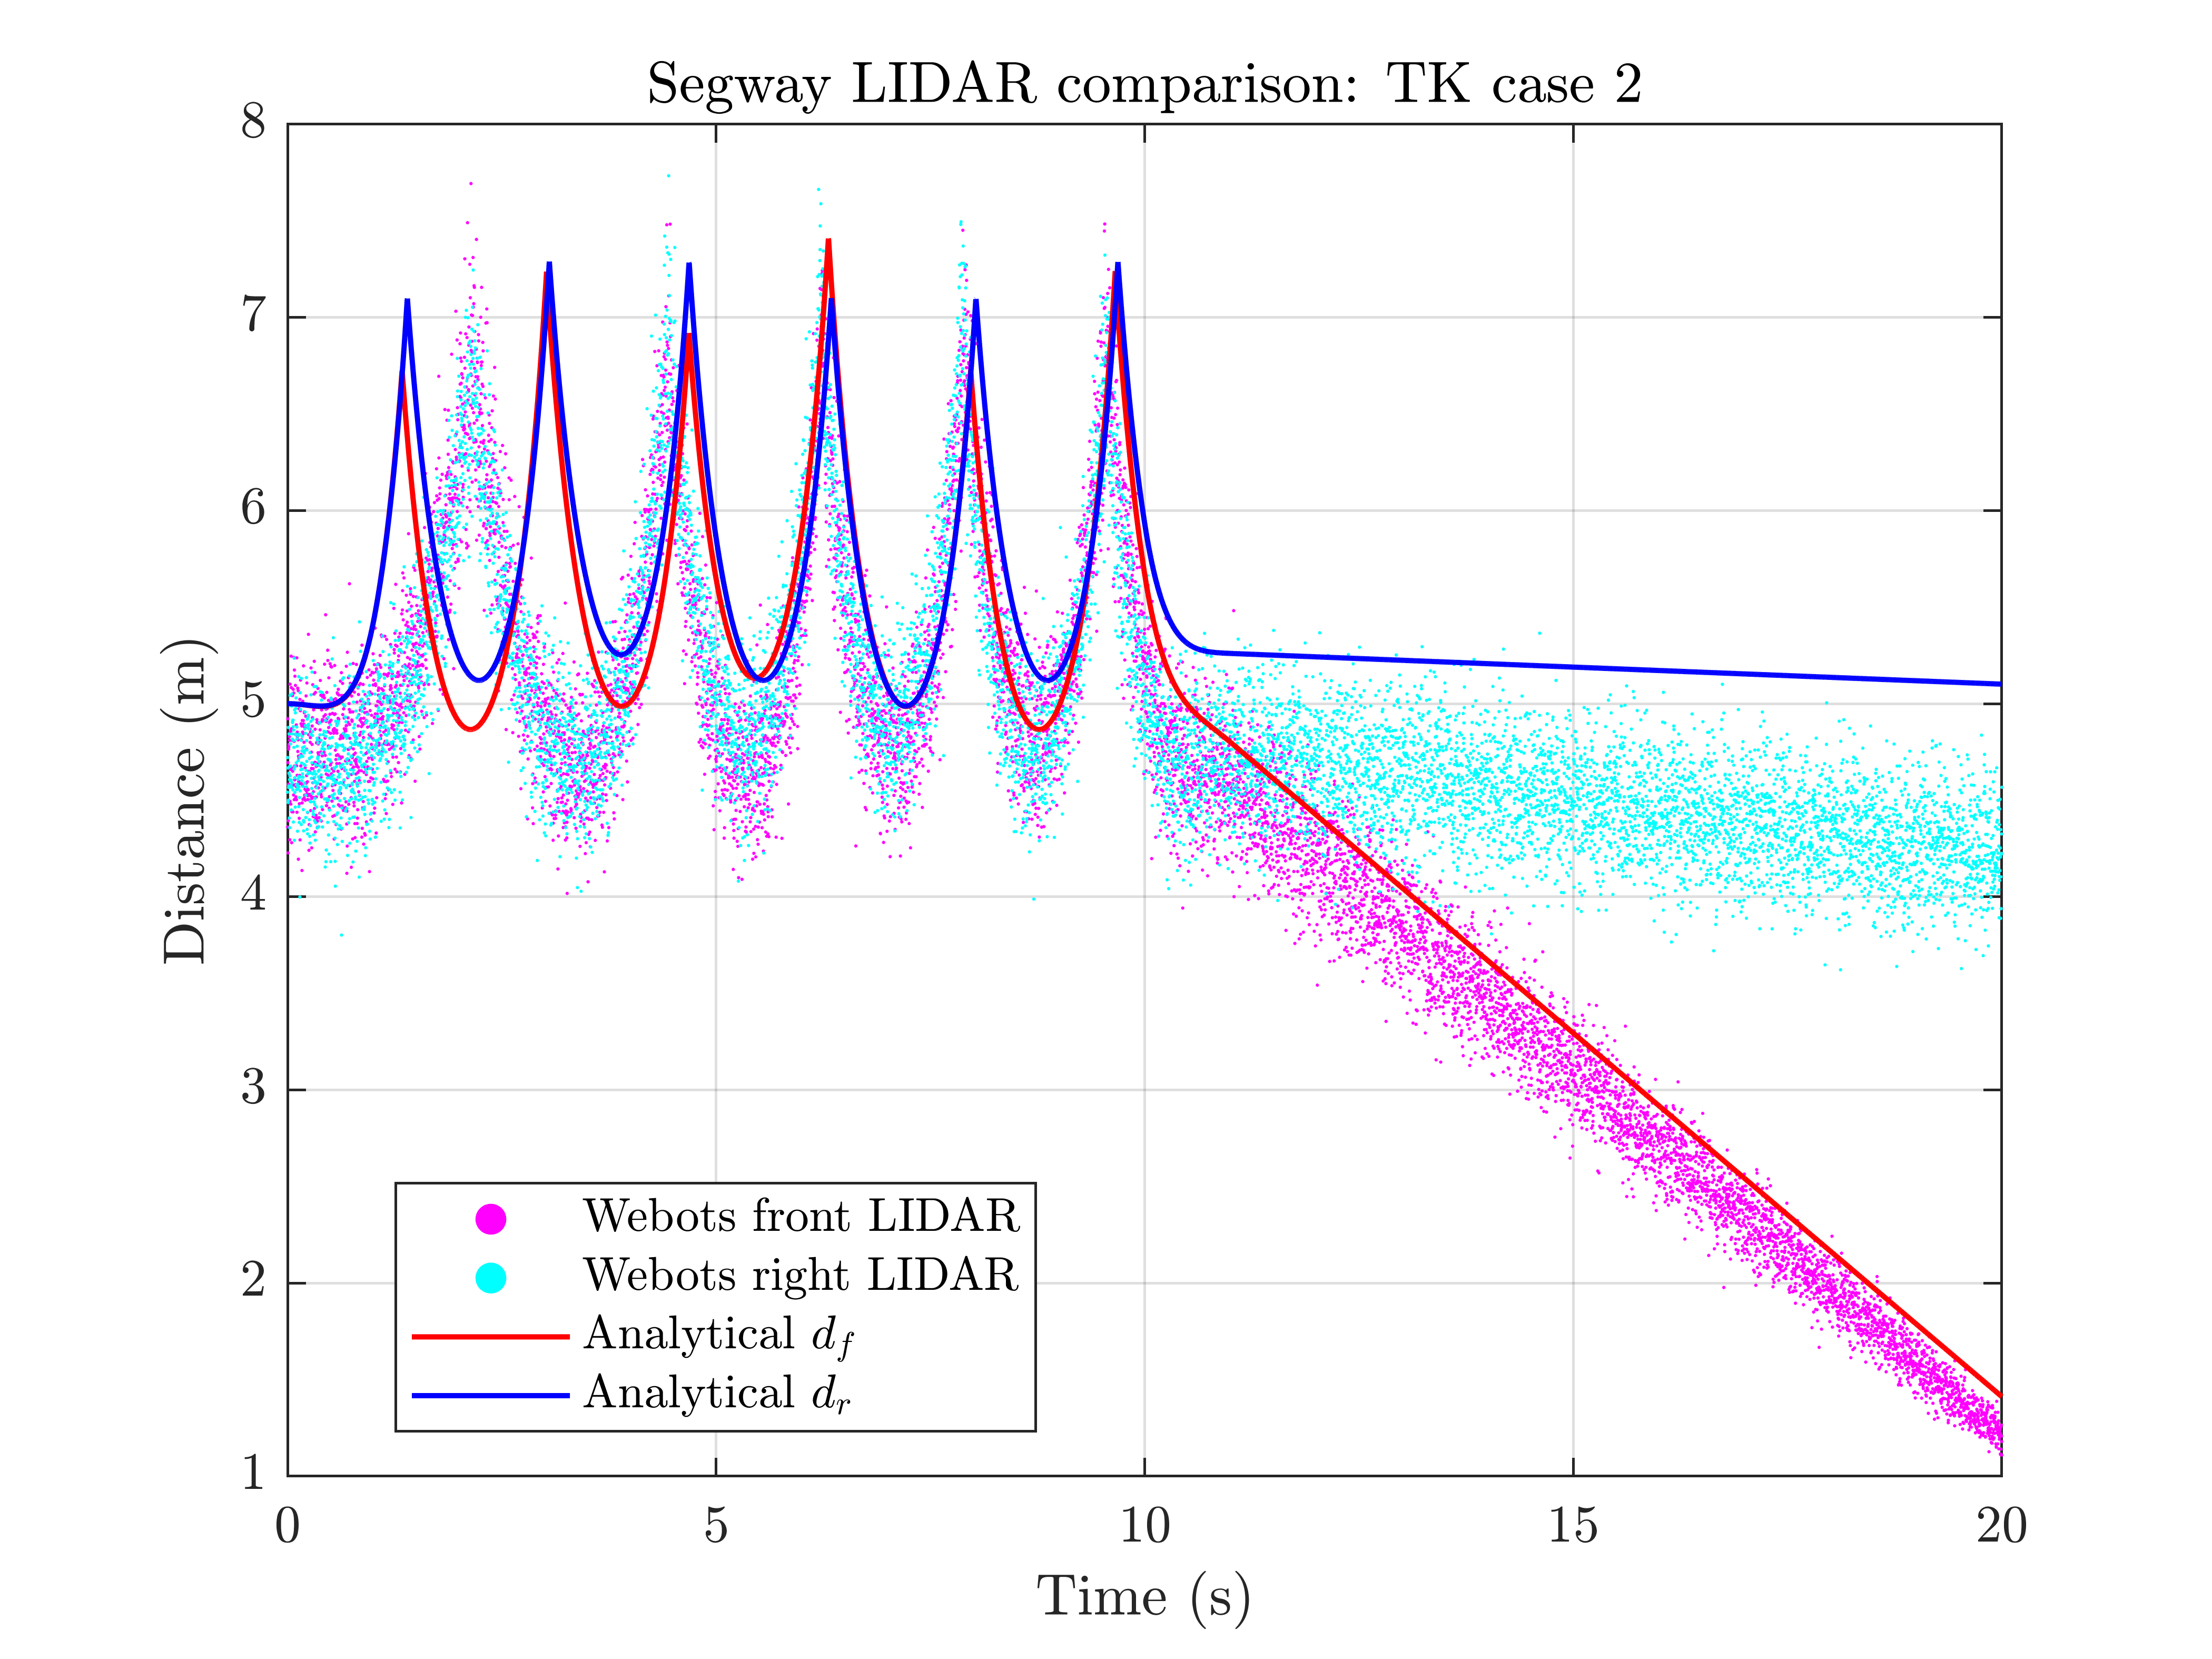 Segway LIDAR comparison: TK case 2
8
7
6
5
4
3
2
1
Distance (m)
Webots front LIDAR
Webots right LIDAR
Analytical d_f
Analytical d_r
0 5 10 15 20
Time (s)